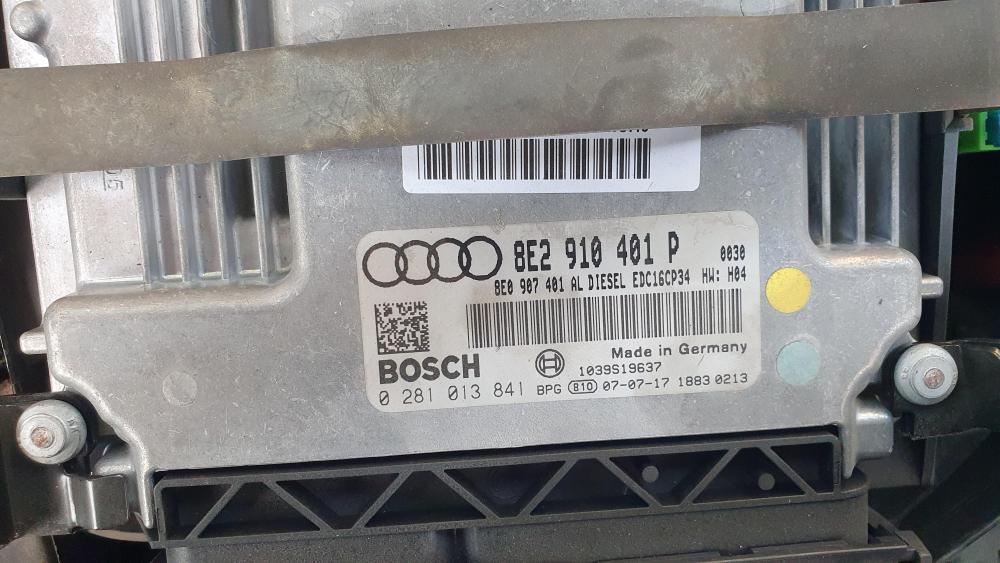 8E2 910 401 P 0030
8E0 907 401 AL DIESEL EDC16CP34 HW: H04
Made in Germany
BOSCH
1039S19637
0 281 013 841 BPG 810 07-07-17 1883 0213